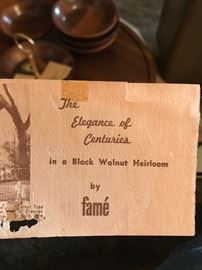 The
Elegance of
Centuries
in a Black Walnut Heirloom
by
famé